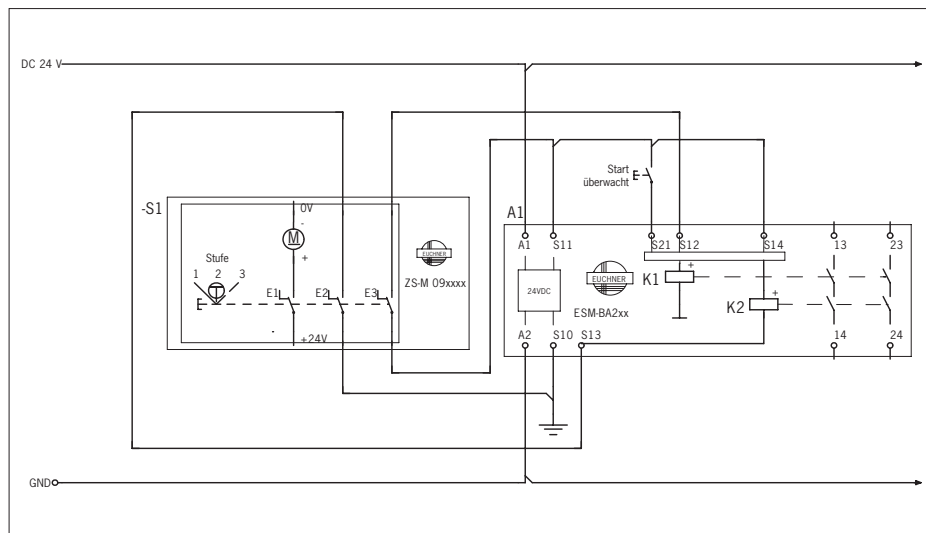 DC 24 V
Start
überwacht
-S1
A1
0V
-
M
+
Stufe
1 2 3
E1 E2 E3
+24V
EUCHNER
ZS-M 09xxxx
A1 S11 S21 S12 S14 13 23
24VDC
EUCHNER
ESM-BA2xx
K1
+
K2
+
A2 S10 S13 14 24
GND